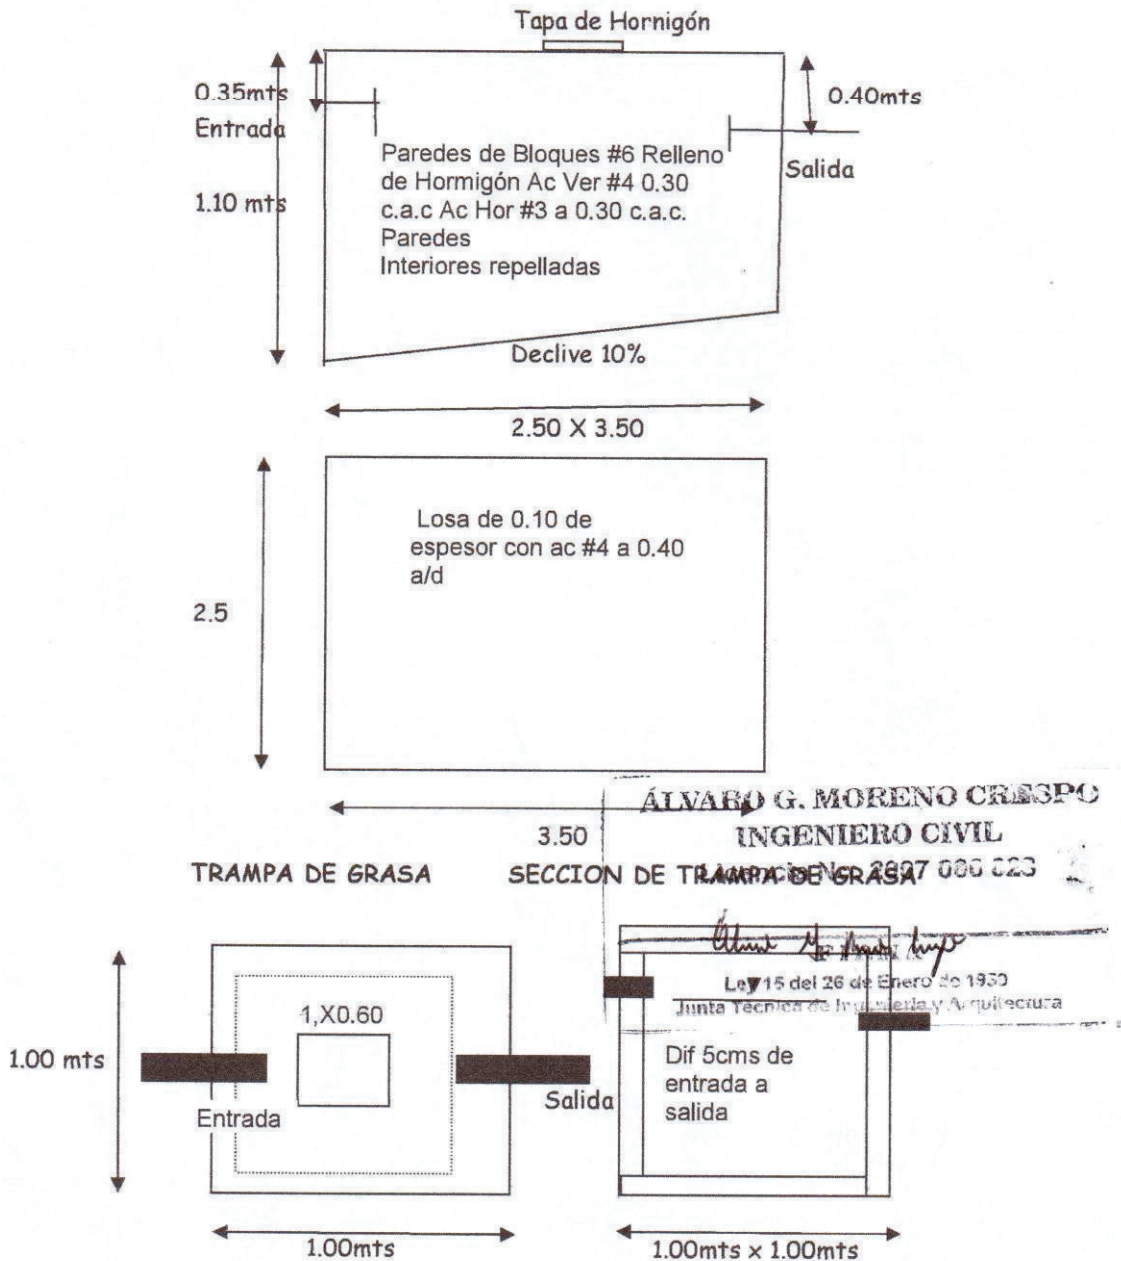 Tapa de Hornigón
0.35mts
Entrada
1.10 mts
0.40mts
Salida
Paredes de Bloques #6 Relleno
de Hormigón Ac Ver #4 0.30
c.a.c Ac Hor #3 a 0.30 c.a.c.
Paredes
Interiores repelladas
Declive 10%
2.50 X 3.50
Losa de 0.10 de
espesor con ac #4 a 0.40
a/d
2.5
3.50
ÁLVARO G. MORENO CRESPO
INGENIERO CIVIL
TRAMPA DE GRASA
SECCION DE TRAMPA DE GRASA
Licencia No.
FIRMA
Ley 15 del 26 de Enero de 1959
Junta Técnica de Ingeniería y Arquitectura
1,X0.60
1.00 mts
Entrada
Salida
Dif 5cms de
entrada a
salida
1.00mts
1.00mts x 1.00mts